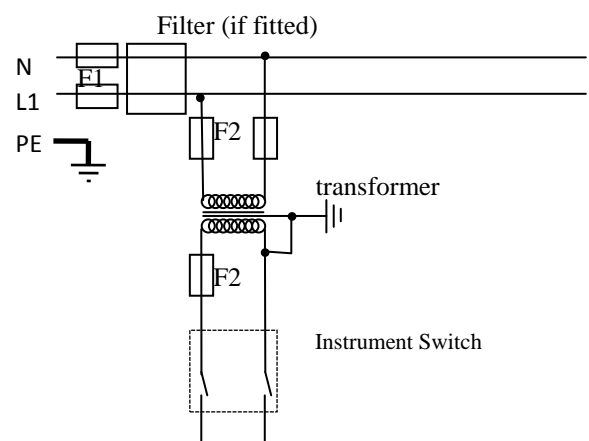 Filter (if fitted)
N
F1
L1
F2
PE
transformer
F2
Instrument Switch